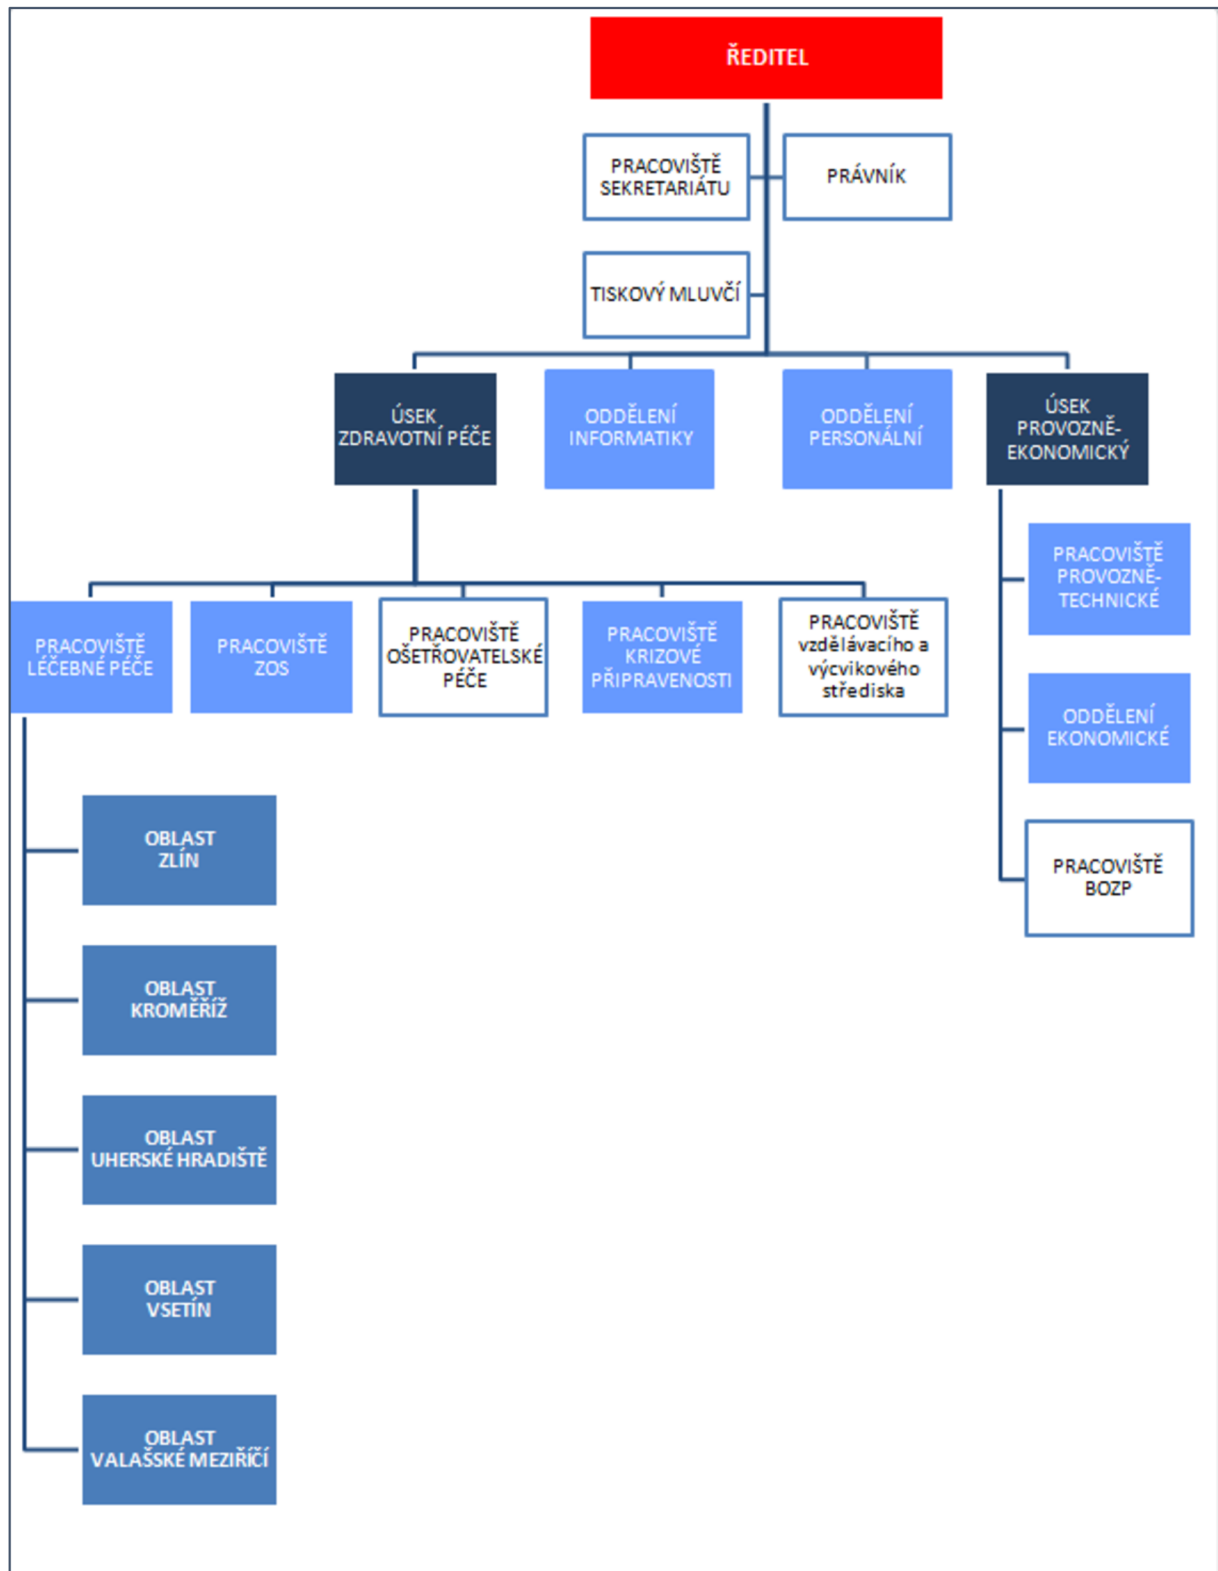 ŘEDITEL
PRACOVIŠTĚ
SEKRETARIÁTU
PRÁVNÍK
TISKOVÝ MLUVČÍ
ÚSEK
ZDRAVOTNÍ PÉČE
ODDĚLENÍ
INFORMATIKY
ODDĚLENÍ
PERSONÁLNÍ
ÚSEK
PROVOZNĚ-
EKONOMICKÝ
PRACOVIŠTĚ
PROVOZNĚ-
TECHNICKÉ
ODDĚLENÍ
EKONOMICKÉ
PRACOVIŠTĚ
BOZP
PRACOVIŠTĚ
LÉČEBNÉ PÉČE
PRACOVIŠTĚ
ZOS
PRACOVIŠTĚ
OŠETŘOVATELSKÉ
PÉČE
PRACOVIŠTĚ
KRIZOVÉ
PŘIPRAVENOSTI
PRACOVIŠTĚ
vzdělávacího a
výcvikového
střediska
OBLAST
ZLÍN
OBLAST
KROMĚŘÍŽ
OBLAST
UHERSKÉ HRADIŠTĚ
OBLAST
VSETÍN
OBLAST
VALAŠSKÉ MEZIŘÍČÍ